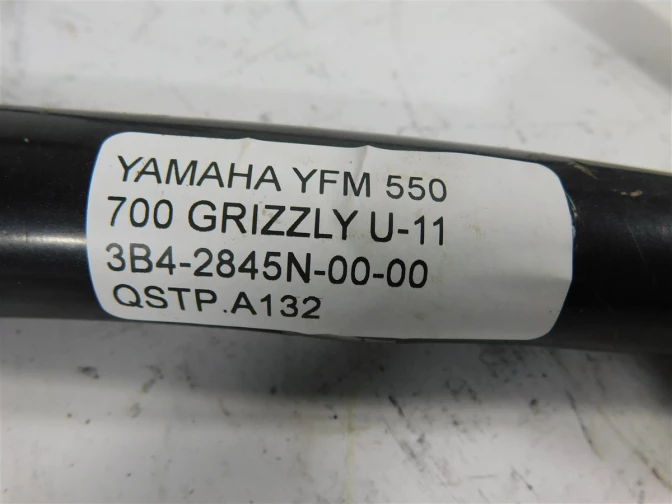 YAMAHA YFM 550
700 GRIZZLY U-11
3B4-2845N-00-00
QSTP.A132